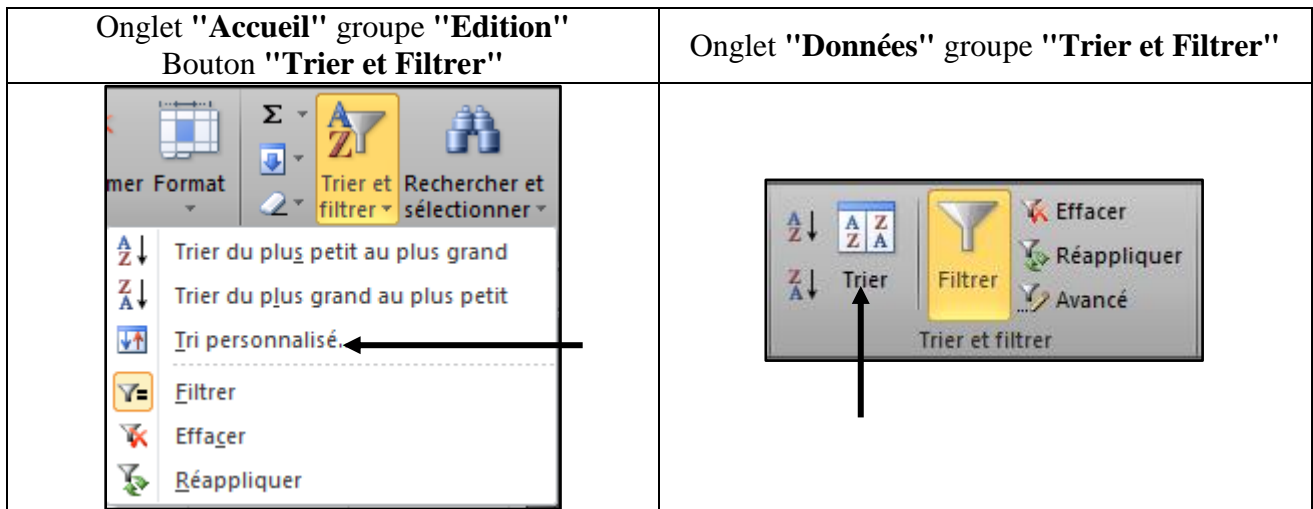 Onglet "Accueil" groupe "Edition"
Bouton "Trier et Filtrer"
Onglet "Données" groupe "Trier et Filtrer"
Σ
A
Z
mer Format
Trier et
filtrer
Rechercher et
sélectionner
A
Z
Trier du plus petit au plus grand
Z
A
Trier du plus grand au plus petit
Tri personnalisé.
Filtrer
Effacer
Réappliquer
A
Z
A Z
Z A
Z
A
Trier
Filtrer
Effacer
Réappliquer
Avancé
Trier et filtrer